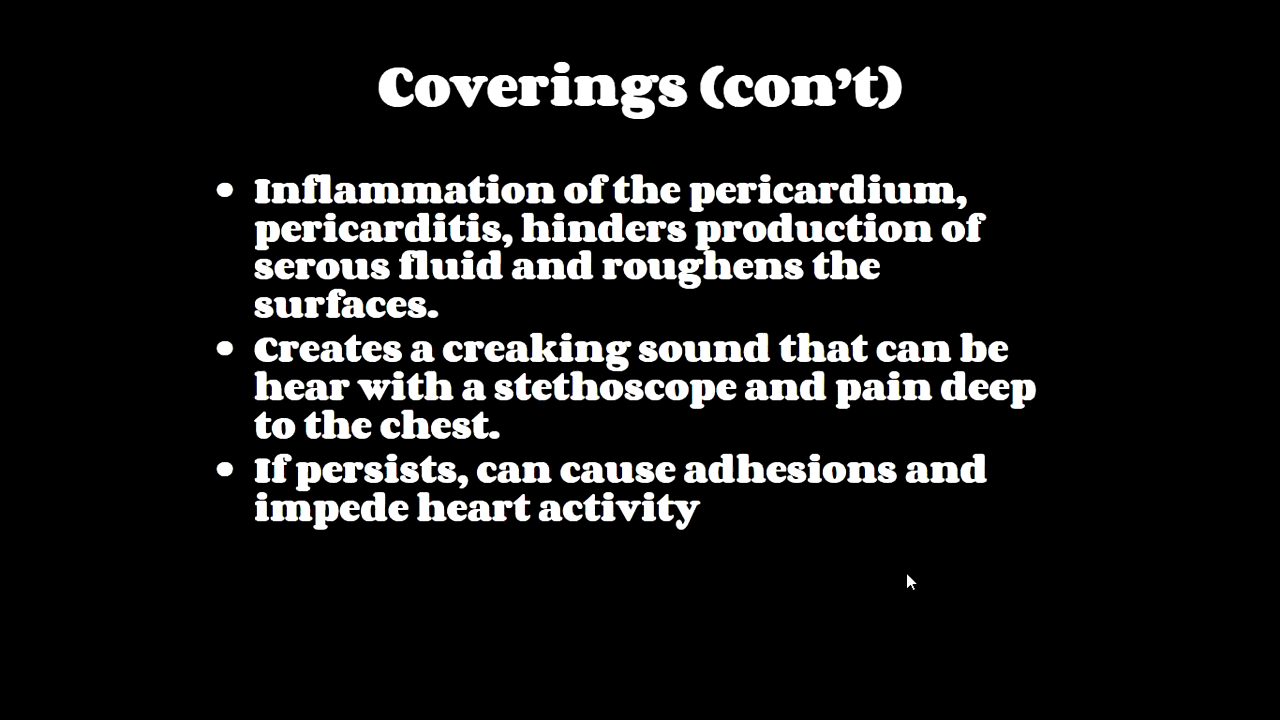 Coverings (con’t)
• Inflammation of the pericardium,
pericarditis, hinders production of
serous fluid and roughens the
surfaces.
• Creates a creaking sound that can be
hear with a stethoscope and pain deep
to the chest.
• If persists, can cause adhesions and
impede heart activity